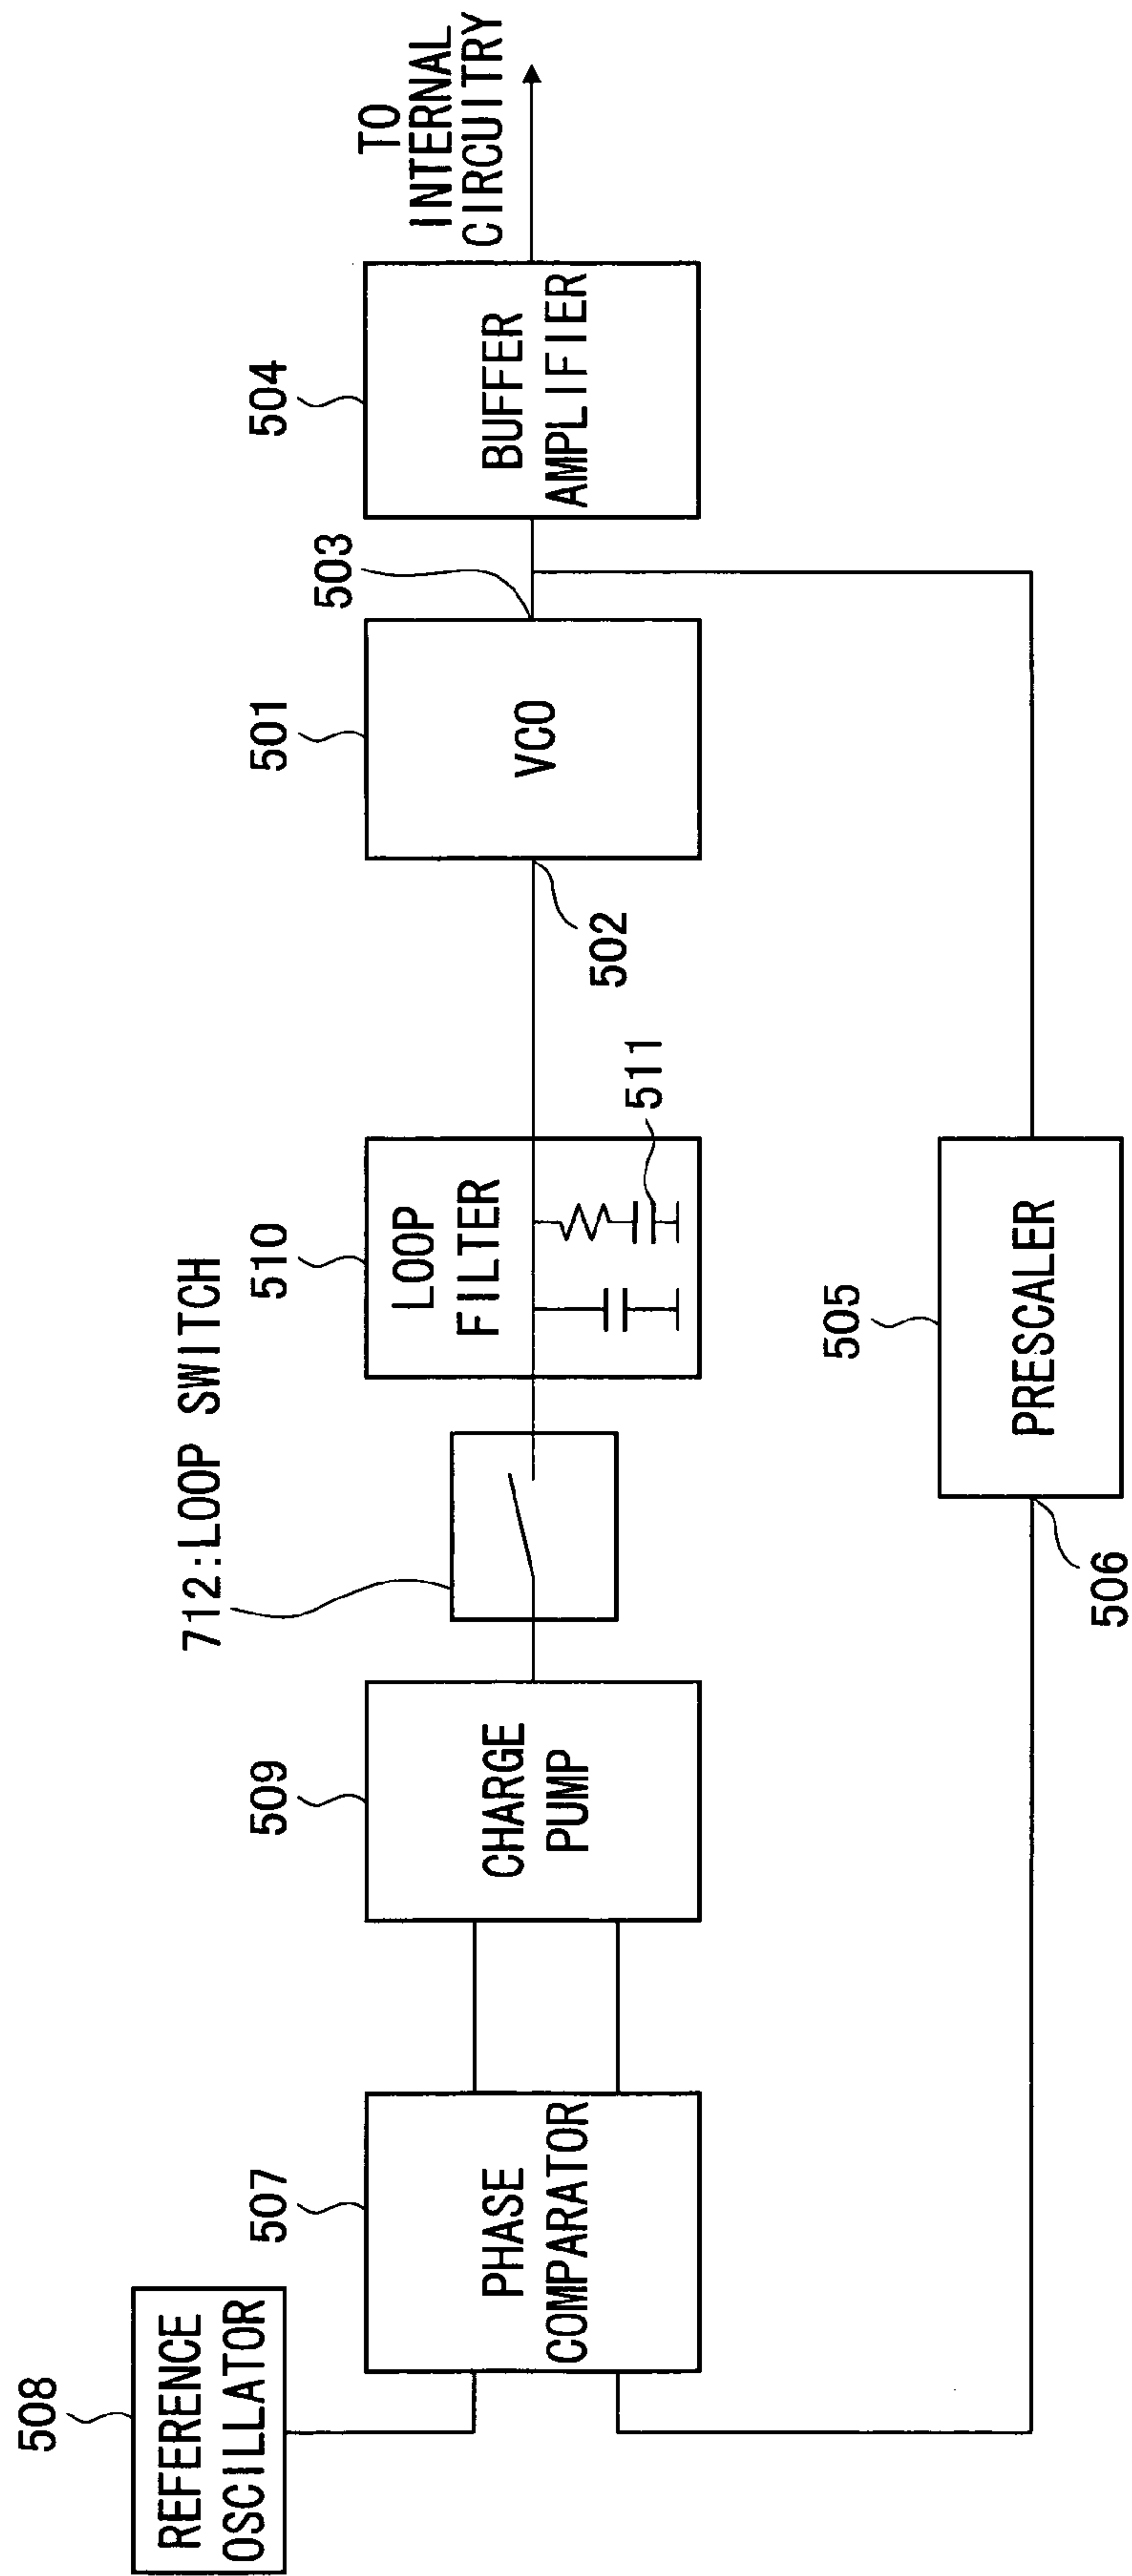 508
REFERENCE
OSCILLATOR
507
PHASE
COMPARATOR
509
CHARGE
PUMP
712:LOOP SWITCH
510
LOOP
FILTER
511
501
VCO
502
503
504
BUFFER
AMPLIFIER
TO
INTERNAL
CIRCUITRY
505
PRESCALER
506